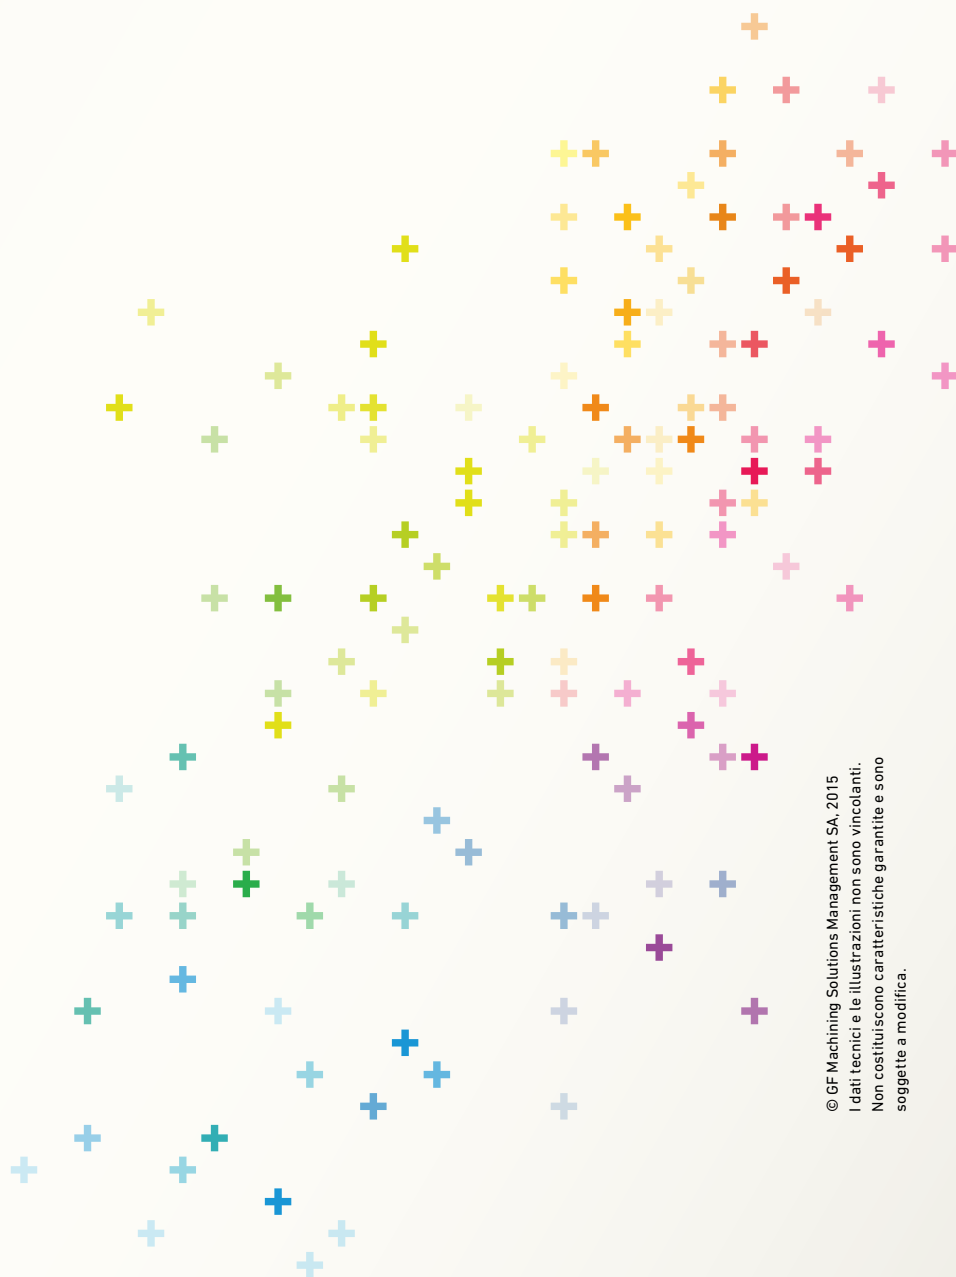 © GF Machining Solutions Management SA, 2015
I dati tecnici e le illustrazioni non sono vincolanti.
Non costituiscono caratteristiche garantite e sono
soggette a modifica.